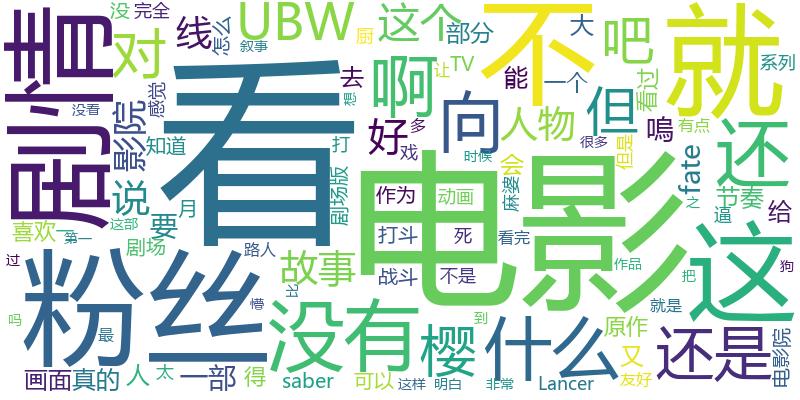 没 完全
线 怎么 UBW 这个 部分 大
厨 不 吧 就
剧情 对 叙事
没看 感觉 看 去 让 TV 能 一个 看过 系列
想 啊 但
影院 知道 打 好 多 向 人物 呜 有点 还
戏 时候 很多 但是
说 剧场版 会 麻婆 fate 节奏
喜欢 一 要 月 作为 动画 电影 逼 之 给
这部 第一 剧场 打斗 死 看完 这
过 粉丝 路人 故事 战斗 不是 作品 把 狗
懵 比 就是
吗 最 没有 樱 到 什么 原作 还是 电影院
画面 真的 人 太 一部 得 可以 又
saber 这样 明白 非常 Lancer 友好